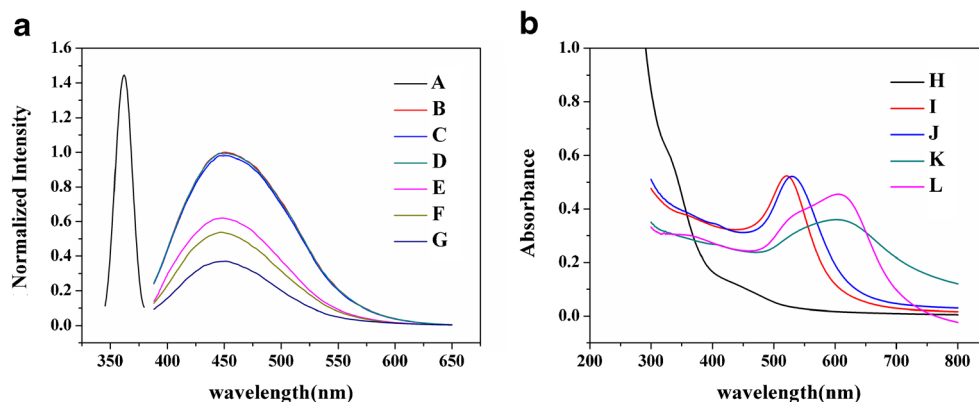 a
1.6
1.4
1.2
1.0
0.8
0.6
0.4
0.2
0.0
Normalized Intensity
350 400 450 500 550 600 650
wavelength(nm)
A
B
C
D
E
F
G
b
1.0
0.8
0.6
0.4
0.2
0.0
Absorbance
200 300 400 500 600 700 800
wavelength(nm)
H
I
J
K
L